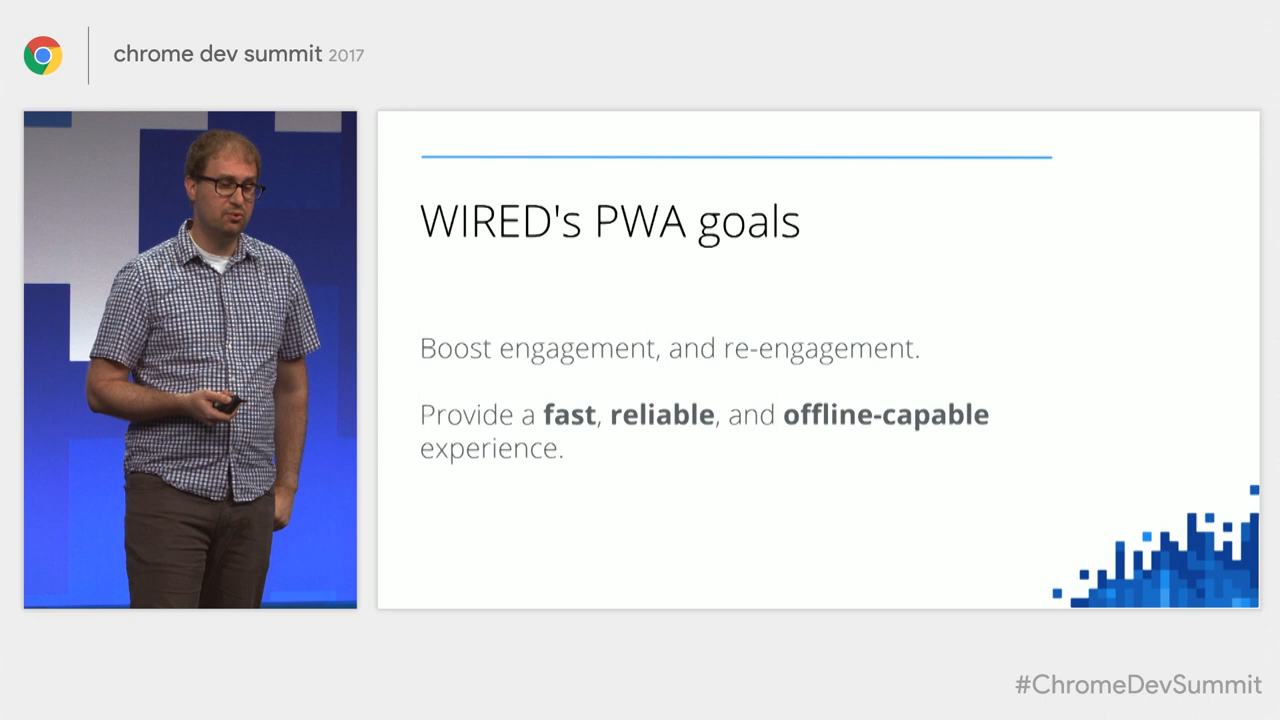 chrome dev summit 2017
WIRED's PWA goals
Boost engagement, and re-engagement.
Provide a fast, reliable, and offline-capable
experience.
#ChromeDevSummit